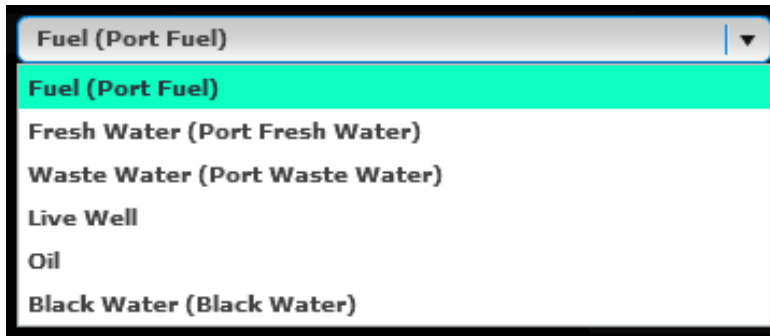 Fuel (Port Fuel)
Fuel (Port Fuel)
Fresh Water (Port Fresh Water)
Waste Water (Port Waste Water)
Live Well
Oil
Black Water (Black Water)